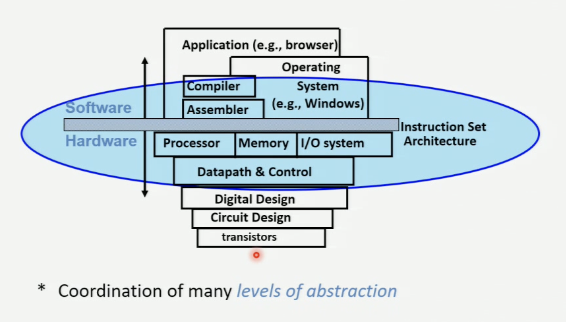 Application (e.g., browser)
Operating
System
(e.g., Windows)
Compiler
Assembler
Software
Hardware
Instruction Set
Architecture
Processor
Memory
I/O system
Datapath & Control
Digital Design
Circuit Design
transistors
* Coordination of many levels of abstraction